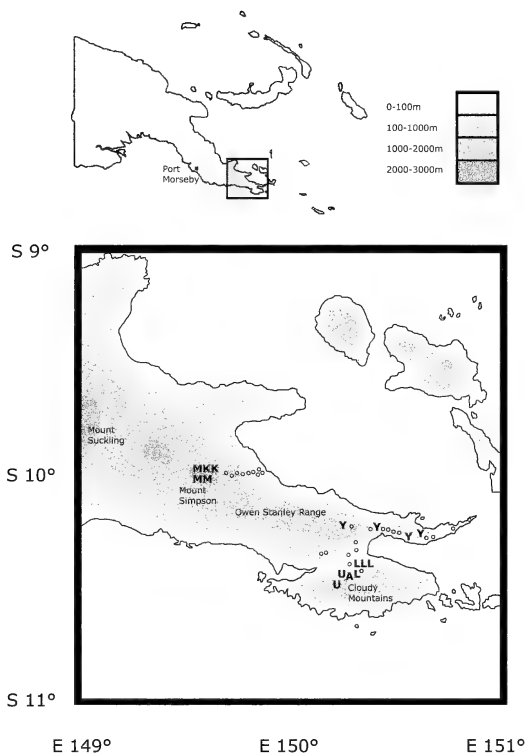 0-100m
100-1000m
1000-2000m
2000-3000m
Port
Morseby
S 9°
Mount
Suckling
S 10°
MKK
MM
Mount
Simpson
Owen Stanley Range
Y
Y
Y
Y
LLL
U A L
U
Cloudy
Mountains
S 11°
E 149°
E 150°
E 151°